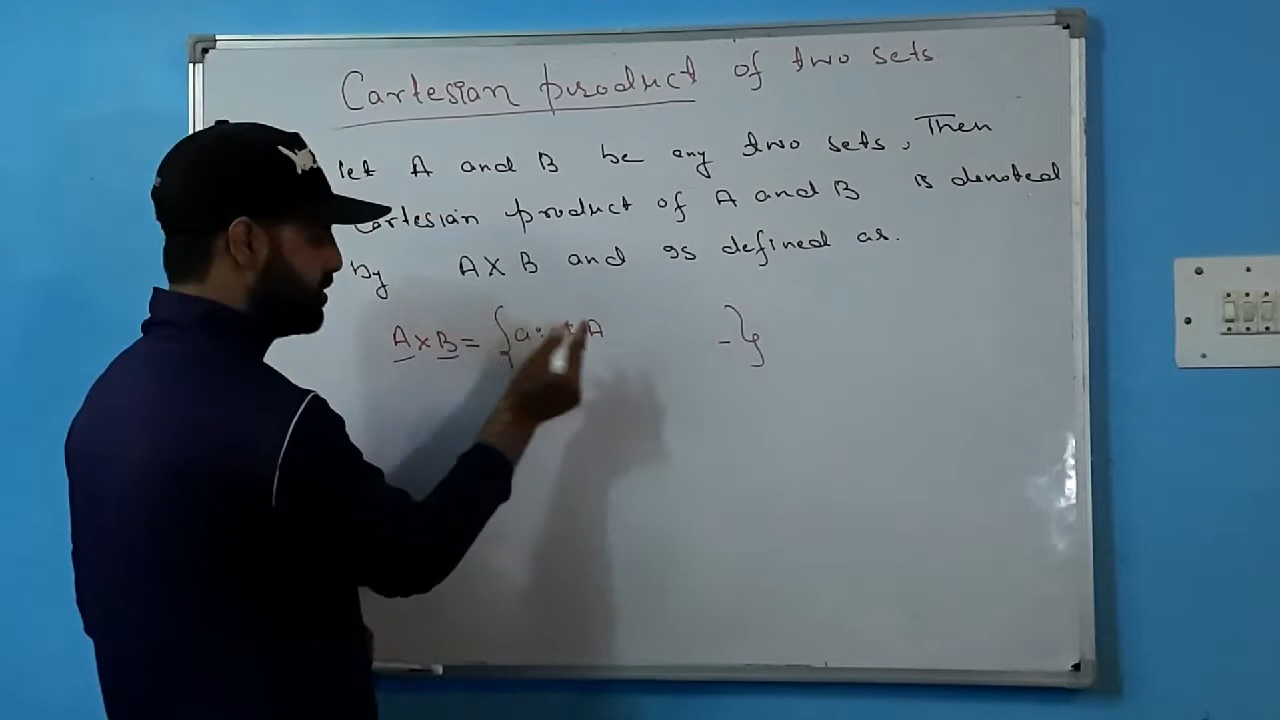 Cartesian product of two sets
let A and B be any two sets, Then
Cartesian product of A and B is denoted
by A X B and is defined as.
A X B = { a : A }